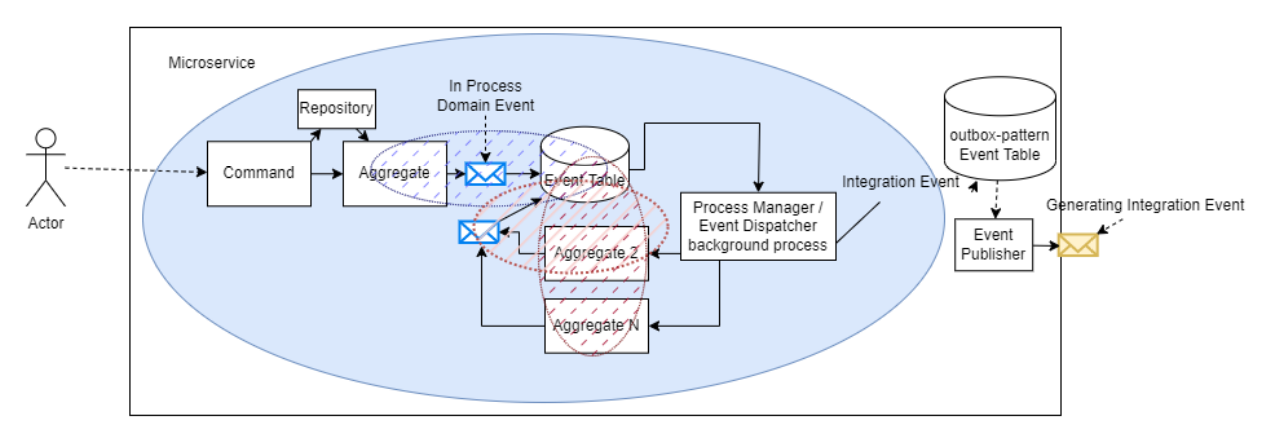 Microservice
In Process
Domain Event
Repository
Command
Aggregate
Event Table
Actor
Process Manager /
Event Dispatcher
background process
Aggregate 2
Aggregate N
Integration Event
outbox-pattern
Event Table
Event
Publisher
Generating Integration Event